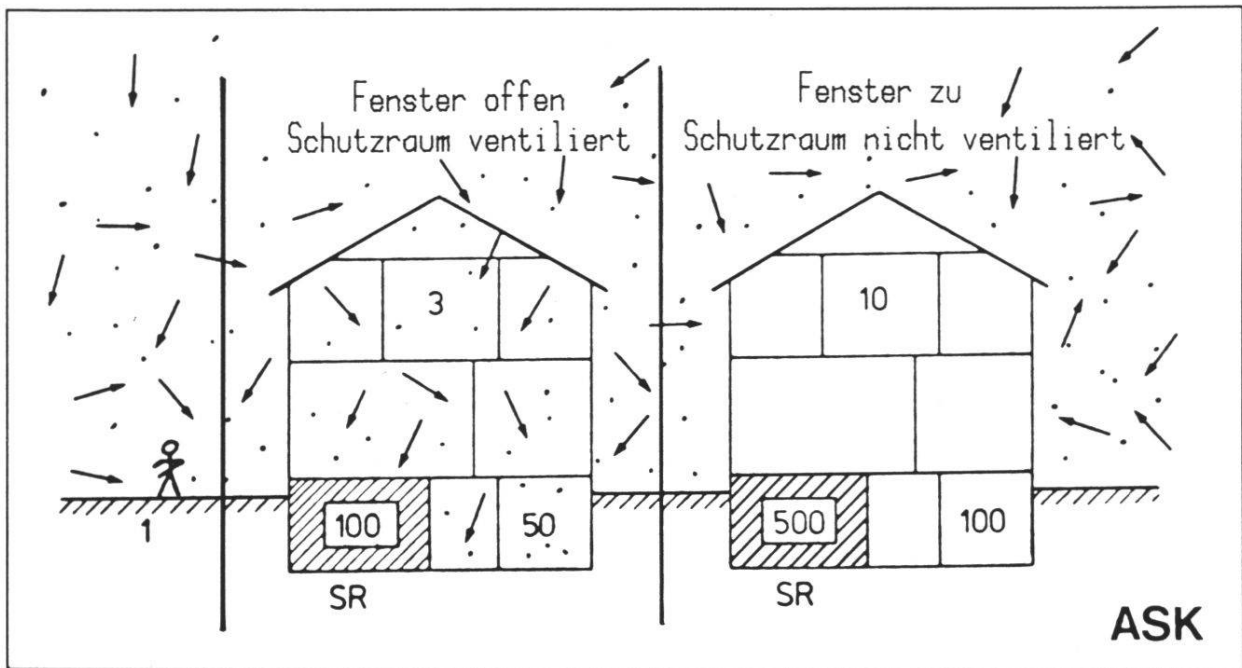 Fenster offen
Schutzraum ventiliert
Fenster zu
Schutzraum nicht ventiliert
3
10
100
50
500
100
1
SR
SR
ASK